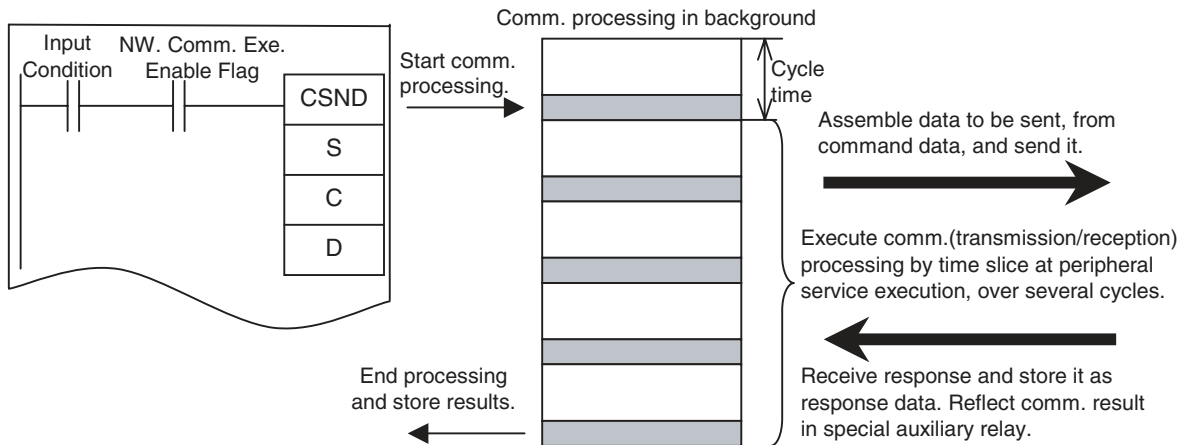 Comm. processing in background
Input
Condition
NW. Comm. Exe.
Enable Flag
CSND
S
C
D
Start comm.
processing.
Cycle
time
Assemble data to be sent, from
command data, and send it.
Execute comm.(transmission/reception)
processing by time slice at peripheral
service execution, over several cycles.
End processing
and store results.
Receive response and store it as
response data. Reflect comm. result
in special auxiliary relay.